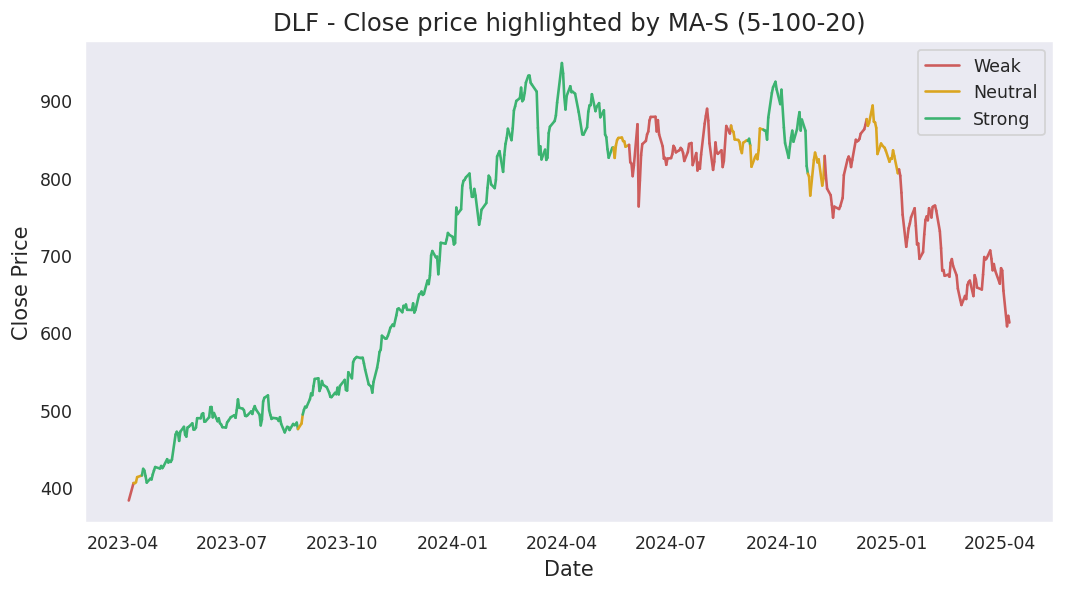 DLF - Close price highlighted by MA-S (5-100-20)
Weak
Neutral
Strong
Close Price
900
800
700
600
500
400
2023-04 2023-07 2023-10 2024-01 2024-04 2024-07 2024-10 2025-01 2025-04
Date